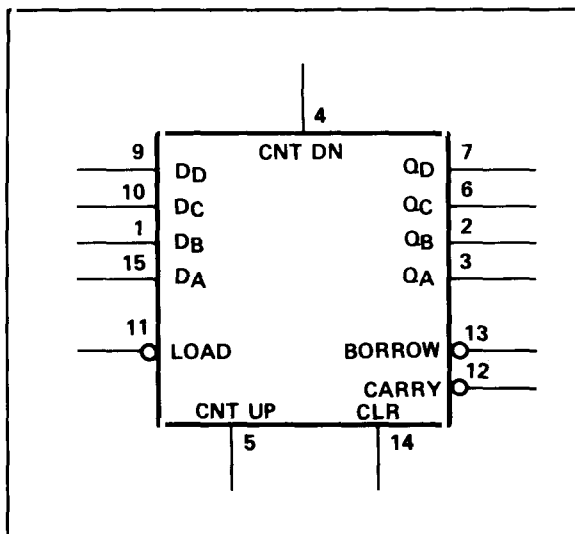 4
CNT DN
9 DD QD 7
10 DC QC 6
1 DB QB 2
15 DA QA 3
11 LOAD BORROW 13
CARRY 12
CNT UP CLR
5 14